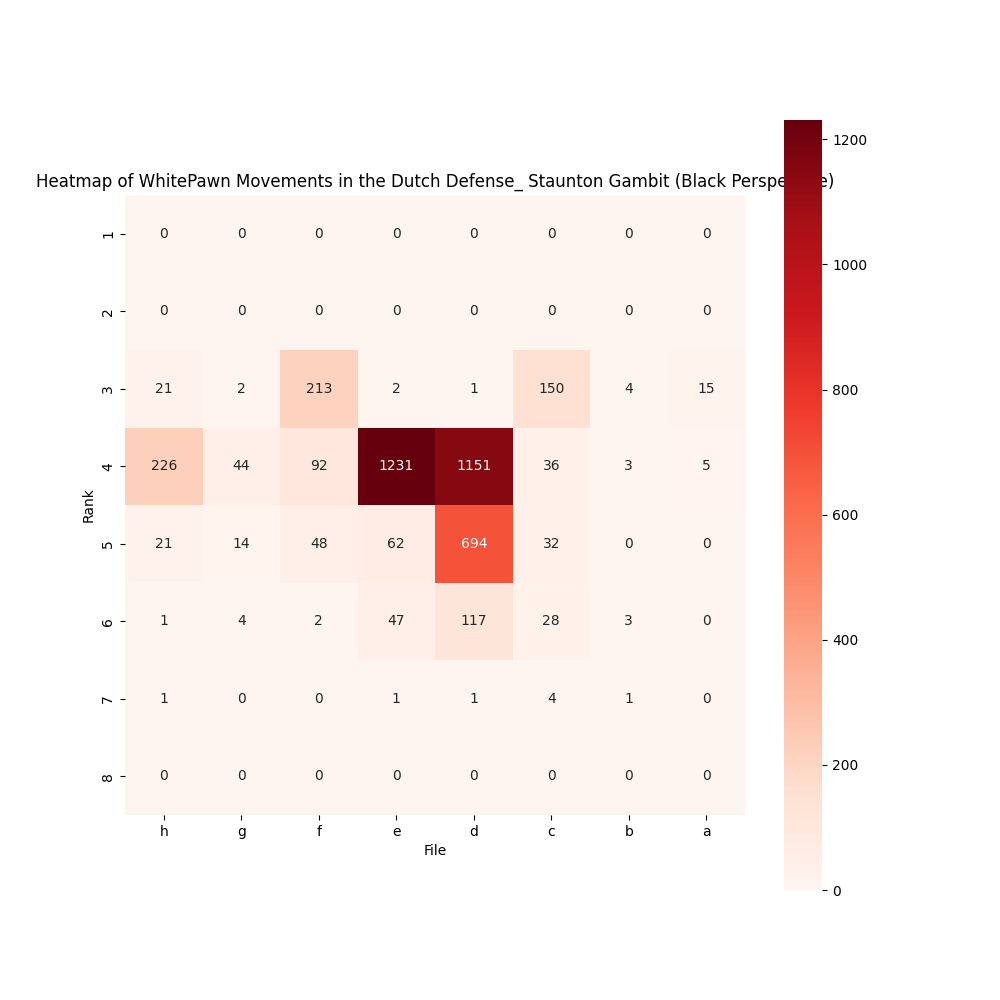 Heatmap of WhitePawn Movements in the Dutch Defense_ Staunton Gambit (Black Perspe e)
1200
1000
800
600
400
200
0
Rank
1 0 0 0 0 0 0 0 0
2 0 0 0 0 0 0 0 0
3 21 2 213 2 1 150 4 15
4 226 44 92 1231 1151 36 3 5
5 21 14 48 62 694 32 0 0
6 1 4 2 47 117 28 3 0
7 1 0 0 1 1 4 1 0
8 0 0 0 0 0 0 0 0
h g f e d c b a
File